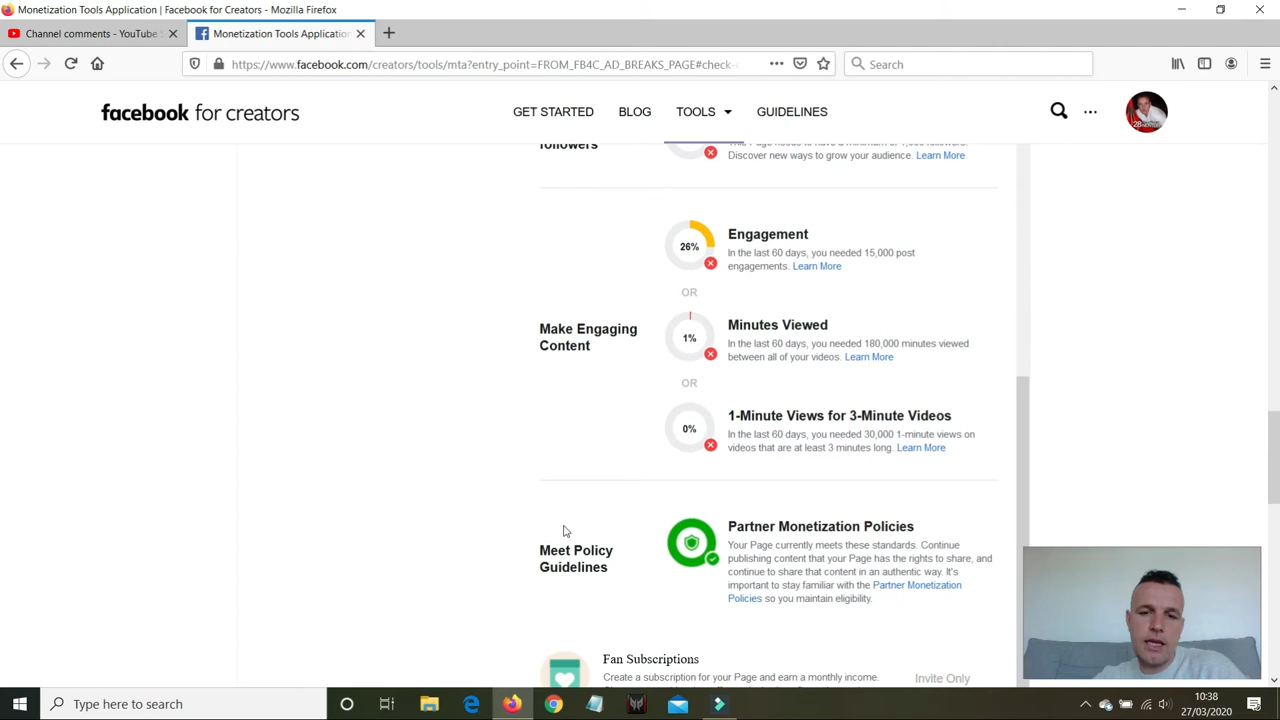 Monetization Tools Application | Facebook for Creators - Mozilla Firefox
Channel comments - YouTube
Monetization Tools Application
https://www.facebook.com/creators/tools/mta?entry_point=FROM_FB4C_AD_BREAKS_PAGE#check-
Search
facebook for creators
GET STARTED
BLOG
TOOLS
GUIDELINES
followers
Discover new ways to grow your audience. Learn More
Make Engaging
Content
26%
Engagement
In the last 60 days, you needed 15,000 post
engagements. Learn More
OR
1%
Minutes Viewed
In the last 60 days, you needed 180,000 minutes viewed
between all of your videos. Learn More
OR
0%
1-Minute Views for 3-Minute Videos
In the last 60 days, you needed 30,000 1-minute views on
videos that are at least 3 minutes long. Learn More
Meet Policy
Guidelines
Partner Monetization Policies
Your Page currently meets these standards. Continue
publishing content that your Page has the rights to share, and
continue to share that content in an authentic way. It's
important to stay familiar with the Partner Monetization
Policies so you maintain eligibility.
Fan Subscriptions
Create a subscription for your Page and earn a monthly income.
Invite Only
Type here to search
10:38
27/03/2020